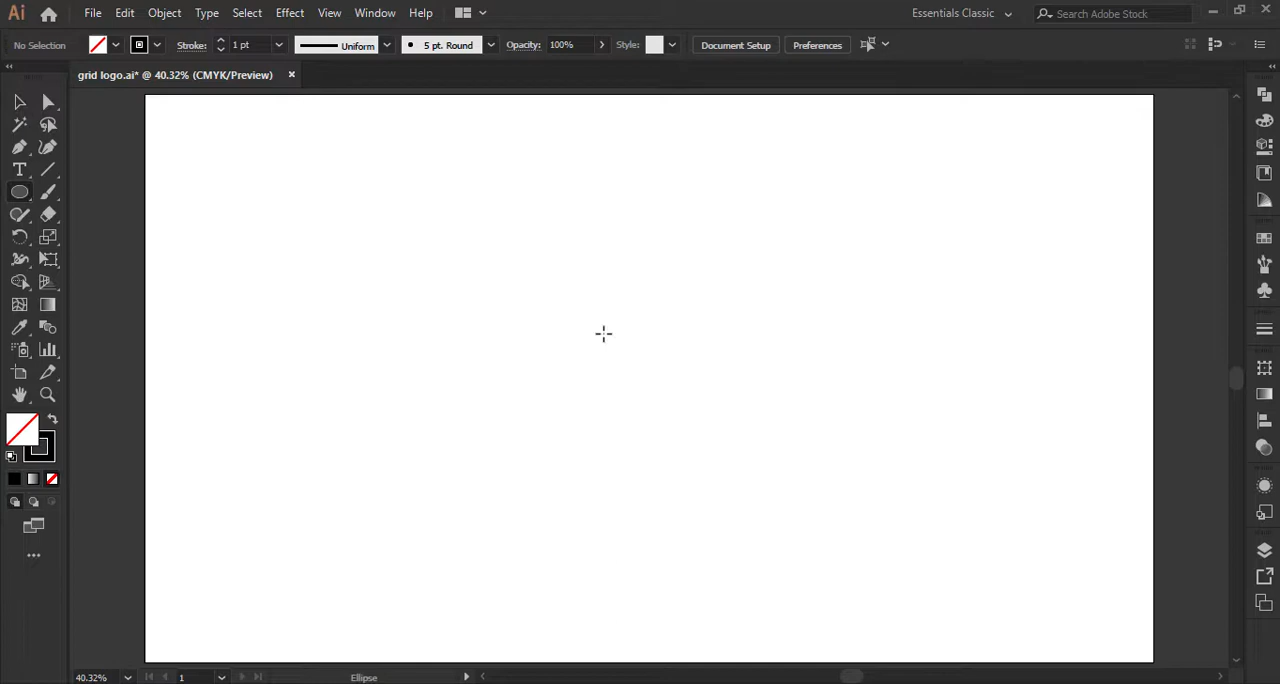 Ai File Edit Object Type Select Effect View Window Help Essentials Classic Search Adobe Stock
No Selection Stroke: 1 pt Uniform 5 pt. Round Opacity: 100% Style: Document Setup Preferences
grid logo.ai* @ 40.32% (CMYK/Preview)
T
40.32% 1 Ellipse